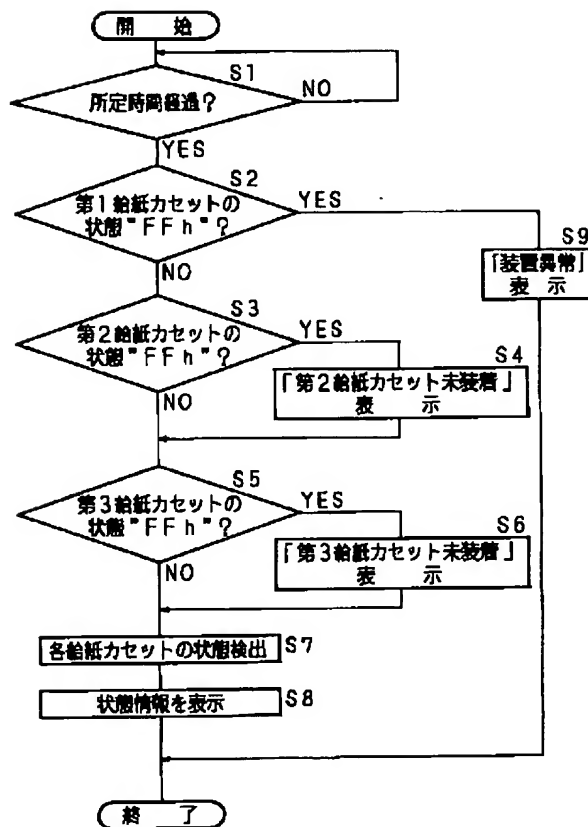 開 始
S1
所定時間経過?
NO
YES
S2
第1給紙カセットの
状態"FFh"?
YES
NO
S9
「装置異常」
表 示
S3
第2給紙カセットの
状態"FFh"?
YES
NO
S4
「第2給紙カセット未装着」
表 示
S5
第3給紙カセットの
状態"FFh"?
YES
NO
S6
「第3給紙カセット未装着」
表 示
各給紙カセットの状態検出
S7
状態情報を表示
S8
終 了